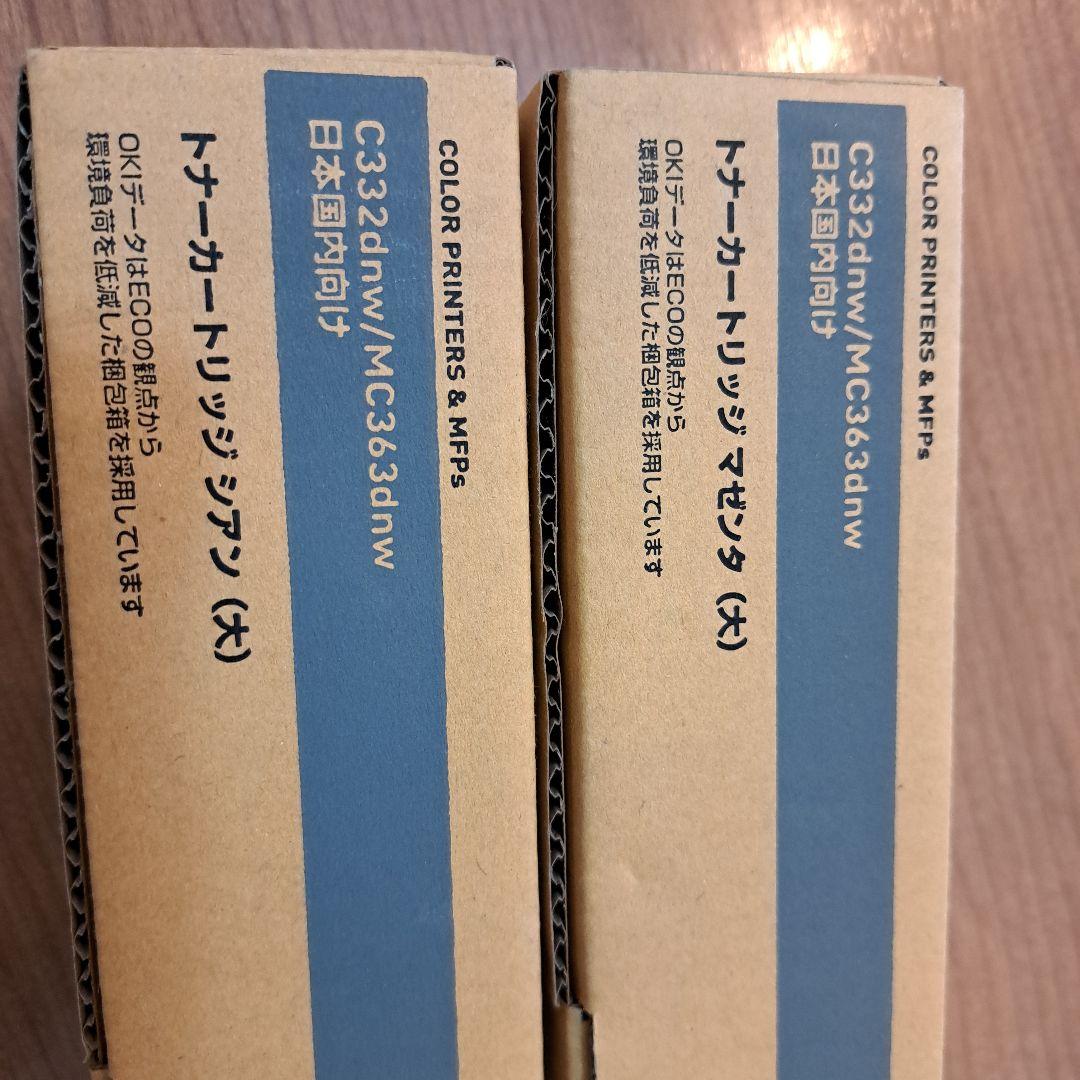 COLOR PRINTERS & MFPs
C332dnw/MC363dnw
日本国内向け
トナーカートリッジ シアン（大）
OKIデータはECOの観点から
環境負荷を低減した梱包箱を採用しています
COLOR PRINTERS & MFPs
C332dnw/MC363dnw
日本国内向け
トナーカートリッジ マゼンタ（大）
OKIデータはECOの観点から
環境負荷を低減した梱包箱を採用しています